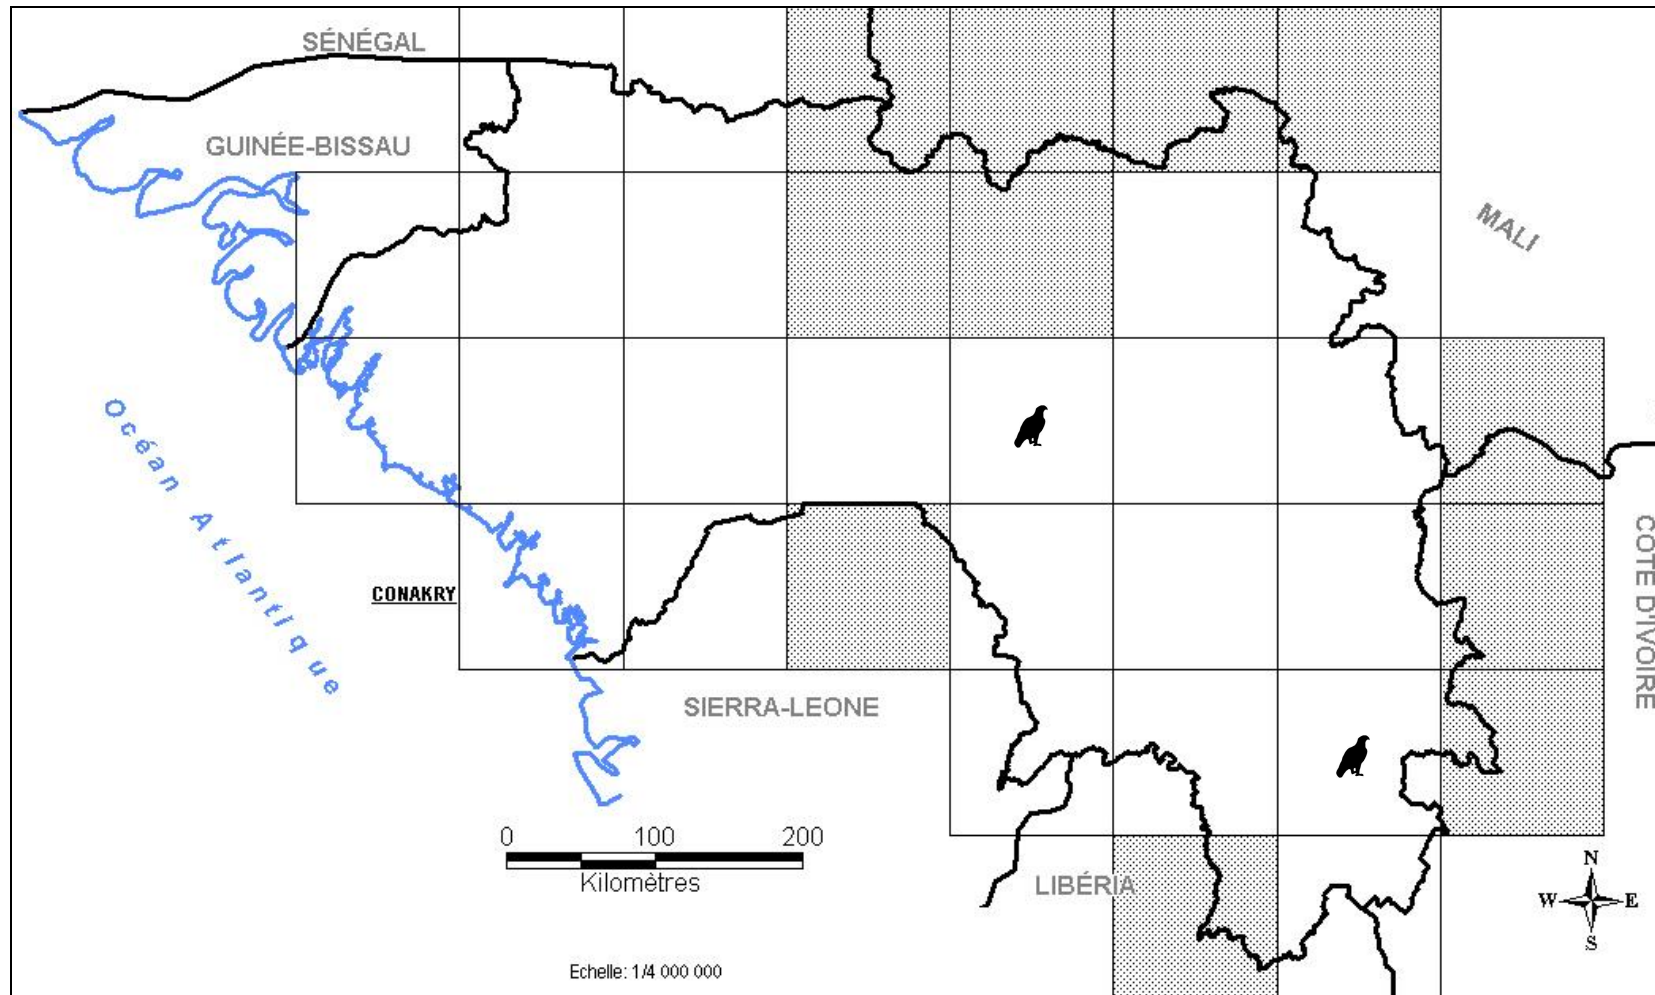 SÉNÉGAL
GUINÉE-BISSAU
MALI
Océan Atlantique
CONAKRY
COTE D'IVOIRE
SIERRA-LEONE
0 100 200
Kilomètres
LIBÉRIA
N
W E
S
Echelle: 1/4 000 000